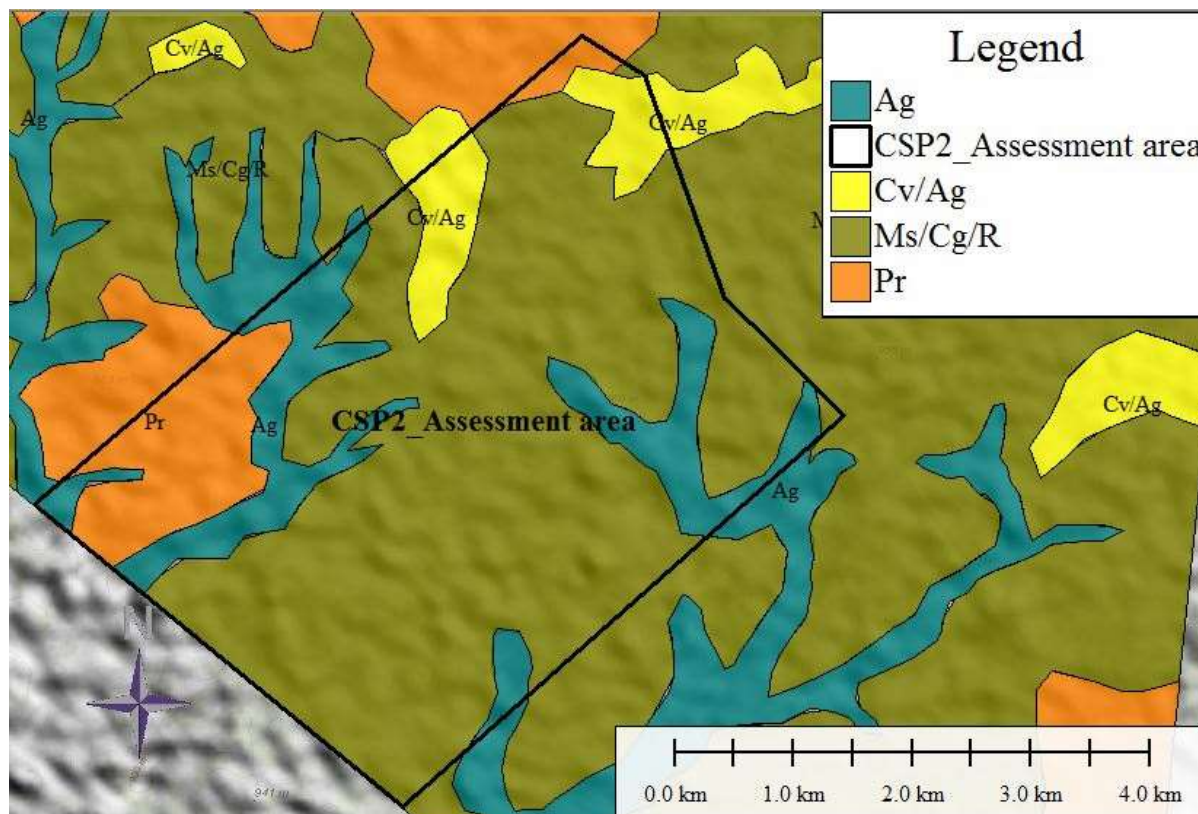 Cv/Ag
Ag
Ms/Cg/R
Cv/Ag
Cv/Ag
Pr
Ag
CSP2_Assessment area
Ag
Cv/Ag
Legend
Ag
CSP2_Assessment area
Cv/Ag
Ms/Cg/R
Pr
N
941 m
0.0 km 1.0 km 2.0 km 3.0 km 4.0 km